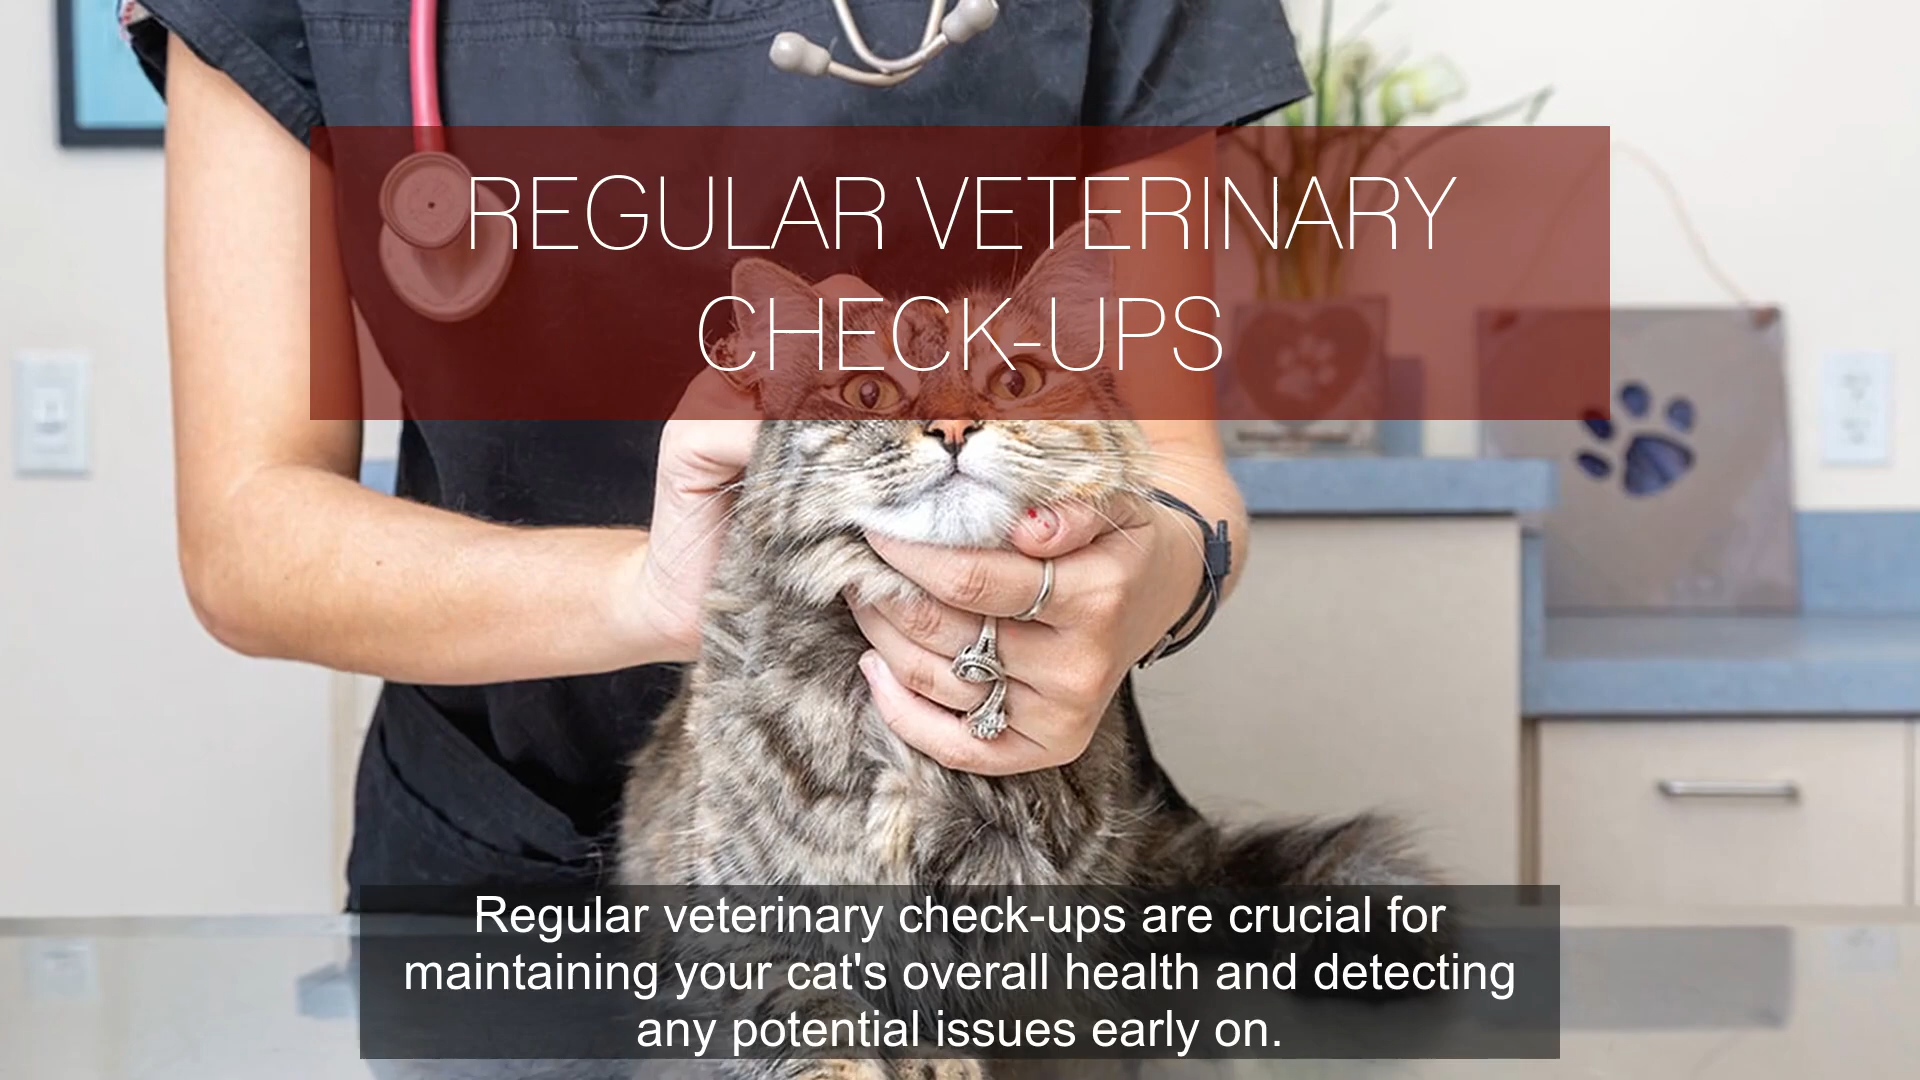 REGULAR VETERINARY
CHECK-UPS
Regular veterinary check-ups are crucial for
maintaining your cat's overall health and detecting
any potential issues early on.